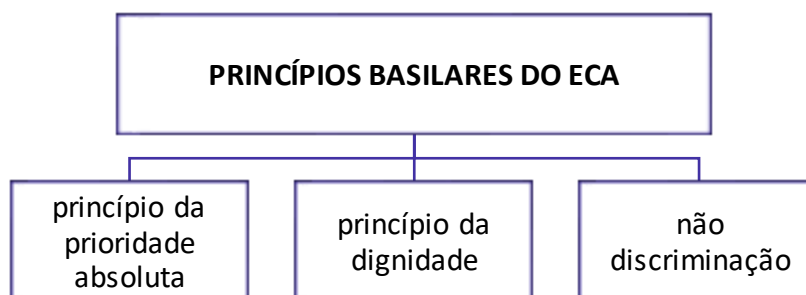 PRINCÍPIOS BASILARES DO ECA
princípio da
prioridade
absoluta
princípio da
dignidade
não
discriminação